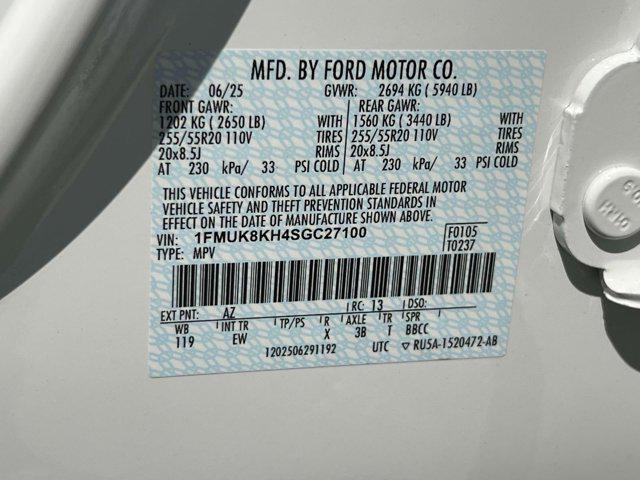 MFD. BY FORD MOTOR CO.
DATE: 06/25 GVWR: 2694 KG ( 5940 LB)
FRONT GAWR: REAR GAWR:
1202 KG ( 2650 LB) WITH 1560 KG ( 3440 LB) WITH
255/55R20 110V TIRES 255/55R20 110V TIRES
20x8.5J RIMS 20x8.5J RIMS
AT 230 kPa/ 33 PSI COLD AT 230 kPa/ 33 PSI COLD
THIS VEHICLE CONFORMS TO ALL APPLICABLE FEDERAL MOTOR
VEHICLE SAFETY AND THEFT PREVENTION STANDARDS IN
EFFECT ON THE DATE OF MANUFACTURE SHOWN ABOVE.
VIN: 1FMUK8KH4SGC27100 F0105
TYPE: MPV T0237
EXT PNT: AZ RC: 13 DSO:
WB INT TR TP/PS R AXLE TR SPR
119 EW X 3B T BBCC
1202506291192 UTC ▽ RU5A-1520472-AB